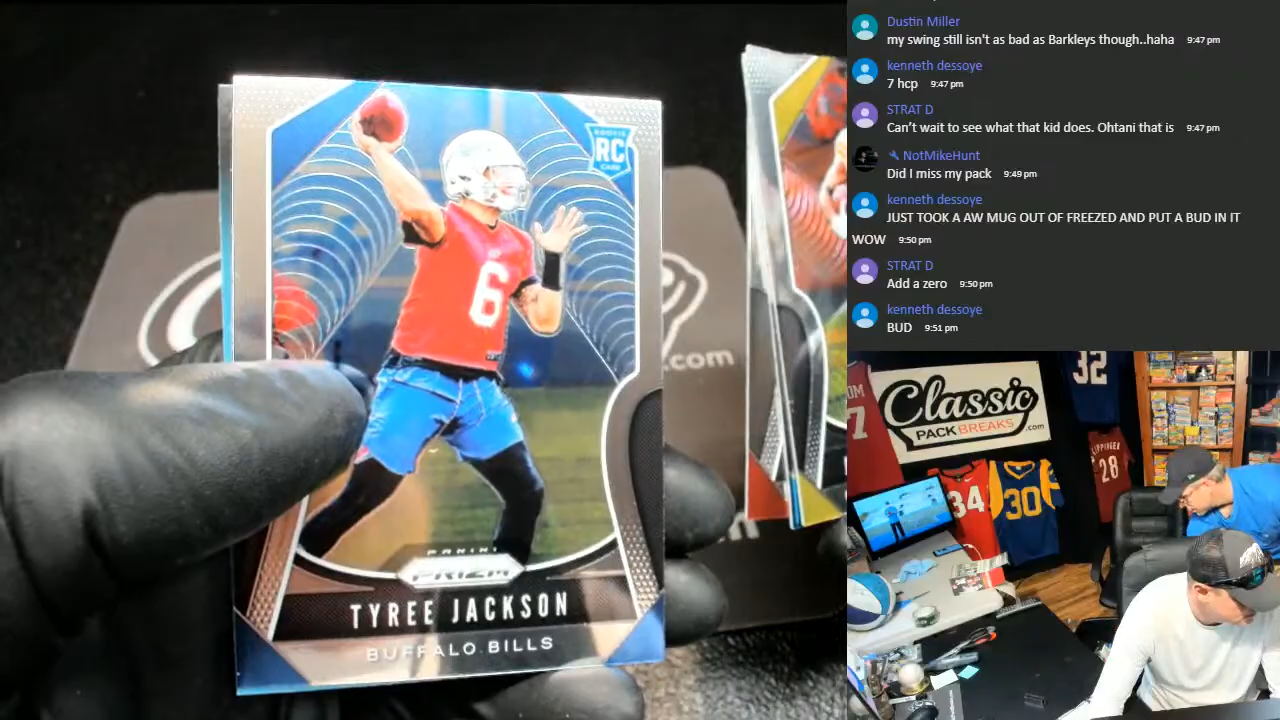 ROOKIE
RC
CARD
6
PANINI
PRIZM
TYREE JACKSON
BUFFALO BILLS
.com
Dustin Miller
my swing still isn't as bad as Barkleys though..haha 9:47 pm
kenneth dessoye
7 hcp 9:47 pm
STRAT D
Can't wait to see what that kid does. Ohtani that is 9:47 pm
NotMikeHunt
Did I miss my pack 9:49 pm
kenneth dessoye
JUST TOOK A AW MUG OUT OF FREEZED AND PUT A BUD IN IT
WOW 9:50 pm
STRAT D
Add a zero 9:50 pm
kenneth dessoye
BUD 9:51 pm
Classic
PACK BREAKS.com
7
32
34
30
28